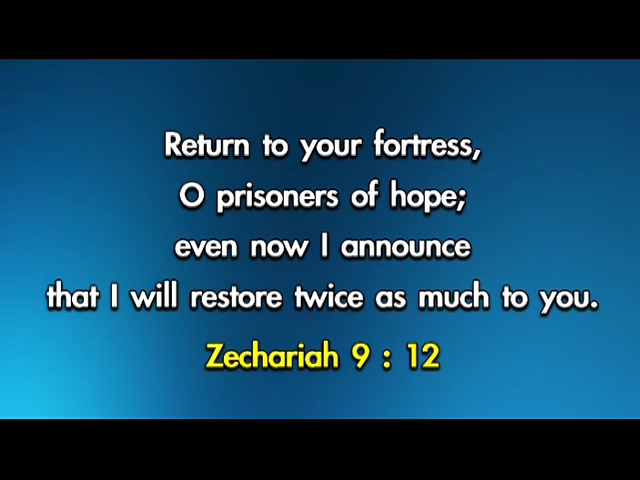 Return to your fortress,
O prisoners of hope;
even now I announce
that I will restore twice as much to you.
Zechariah 9 : 12